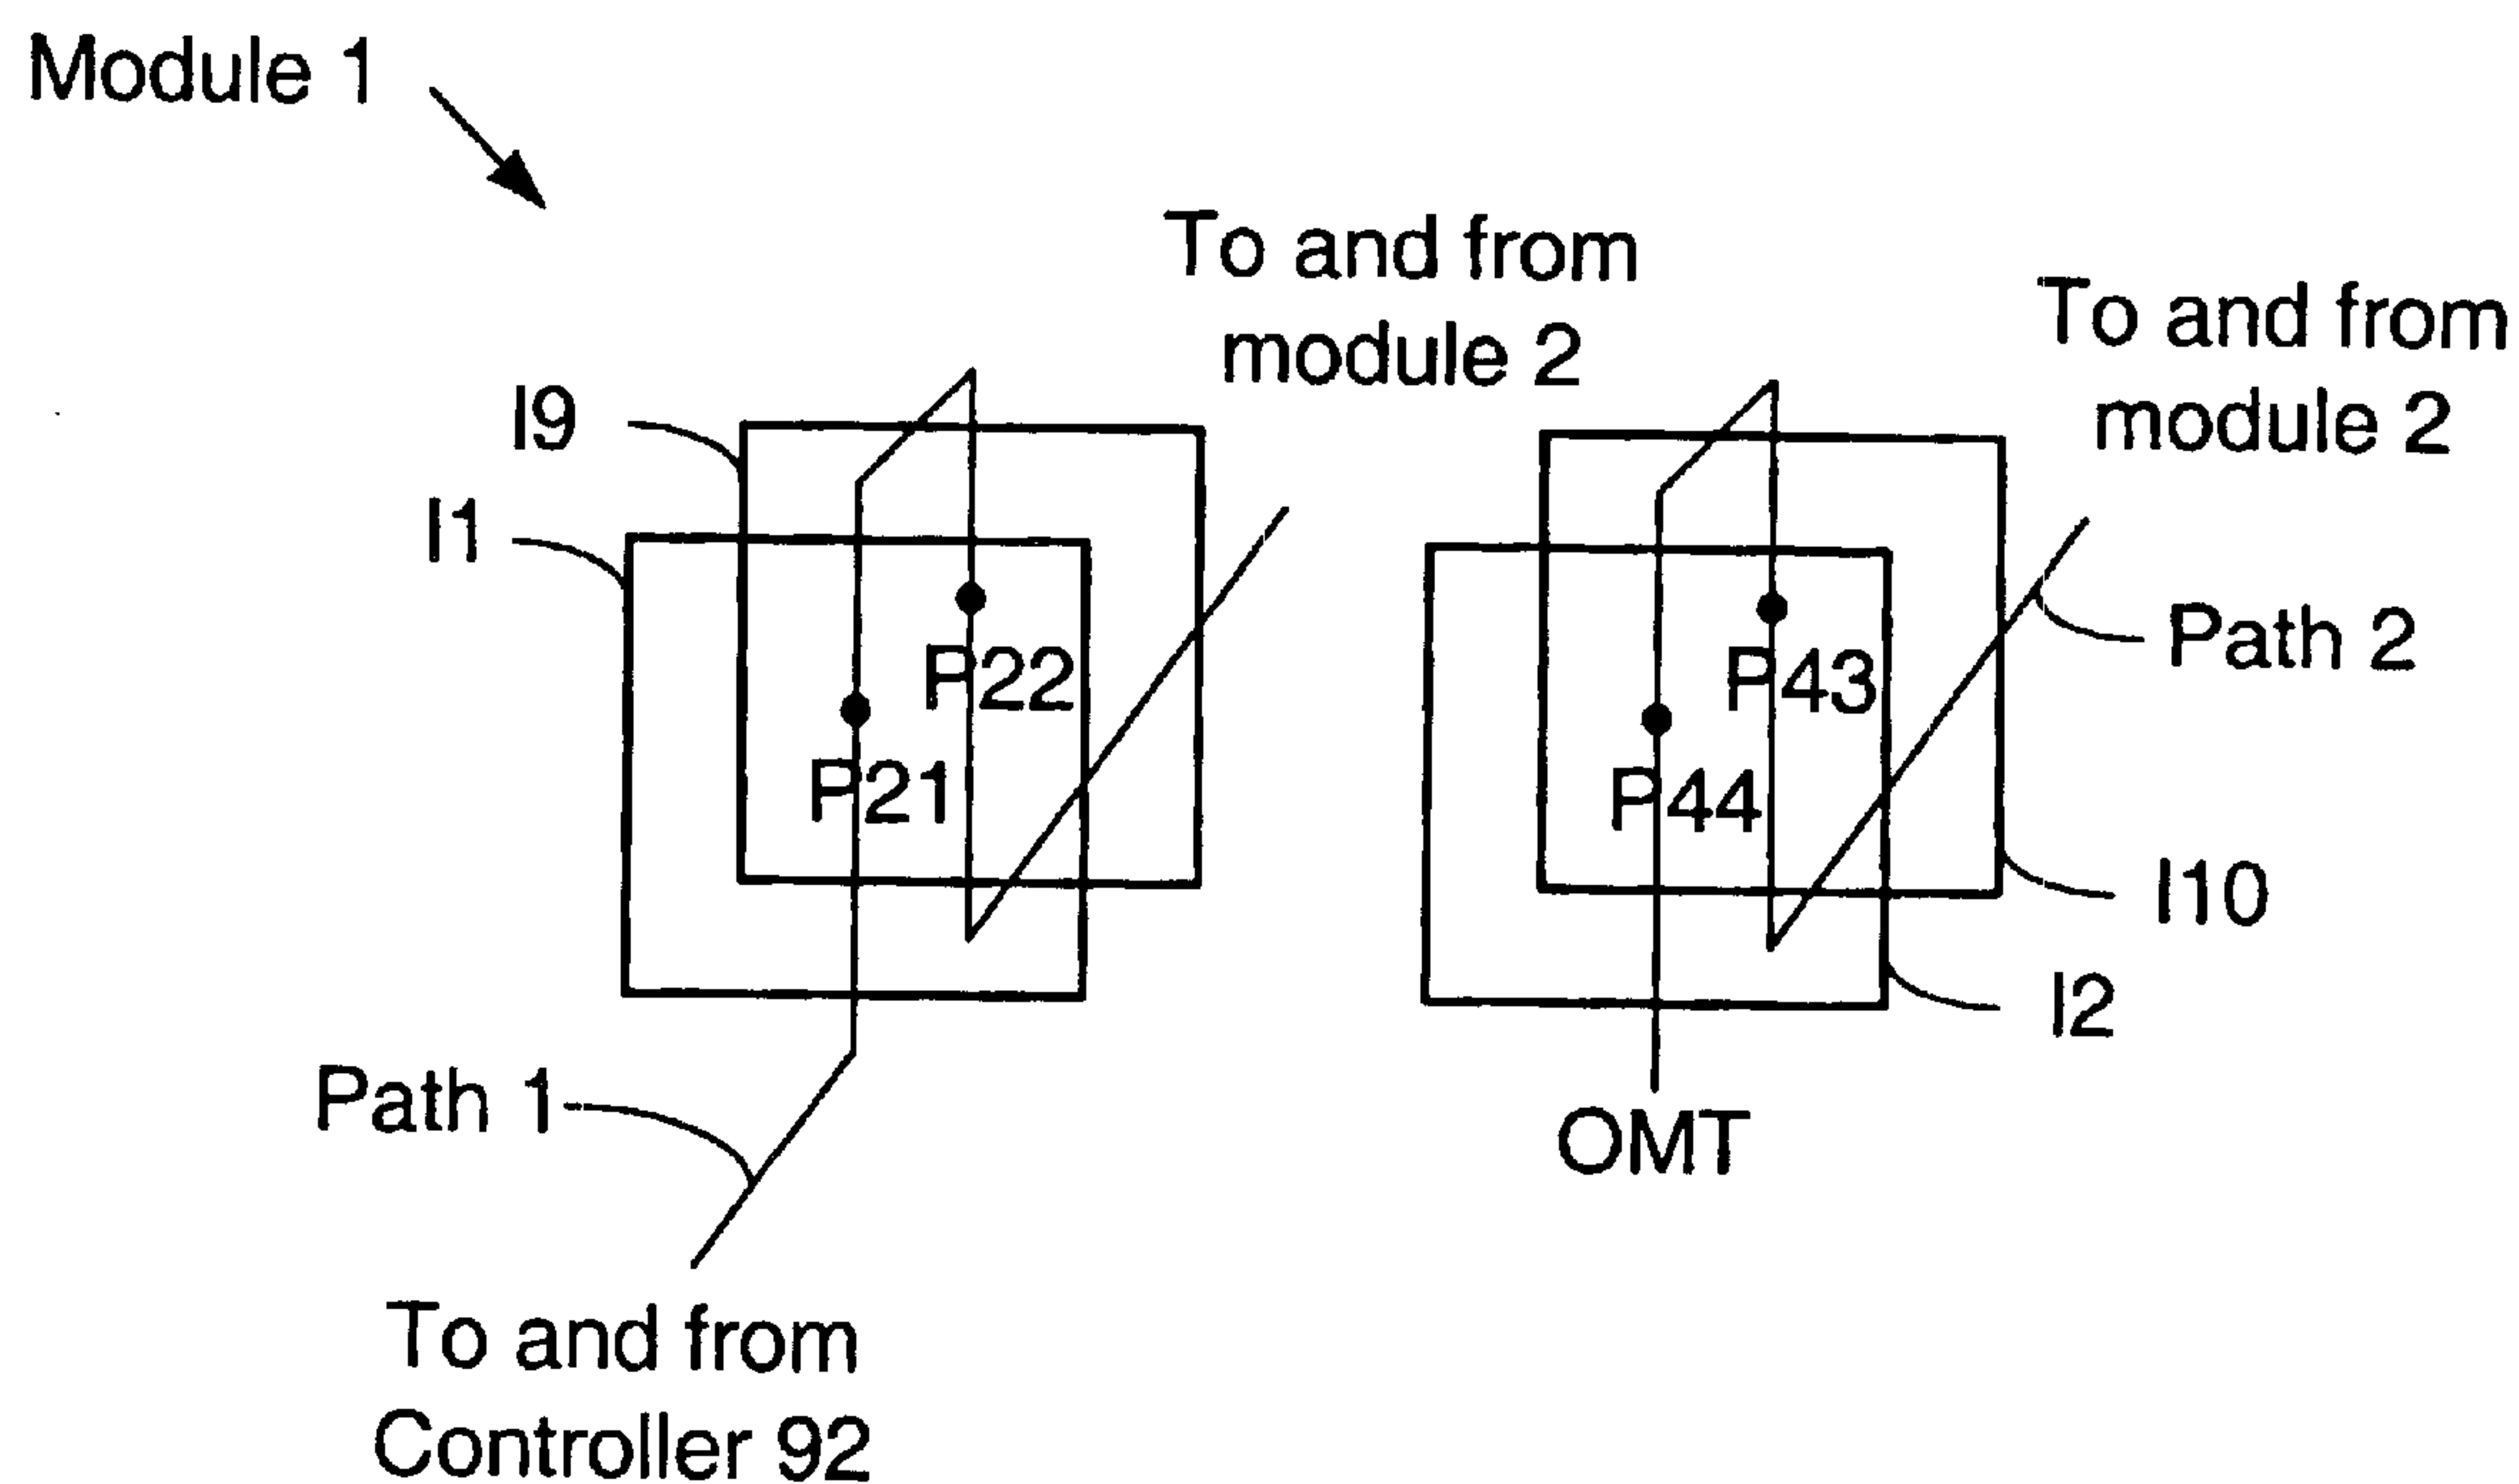 Module 1
To and from
module 2
To and from
module 2
I9
I1
P22
P43
Path 2
P21
P44
I10
I2
Path 1
OMT
To and from
Controller 92